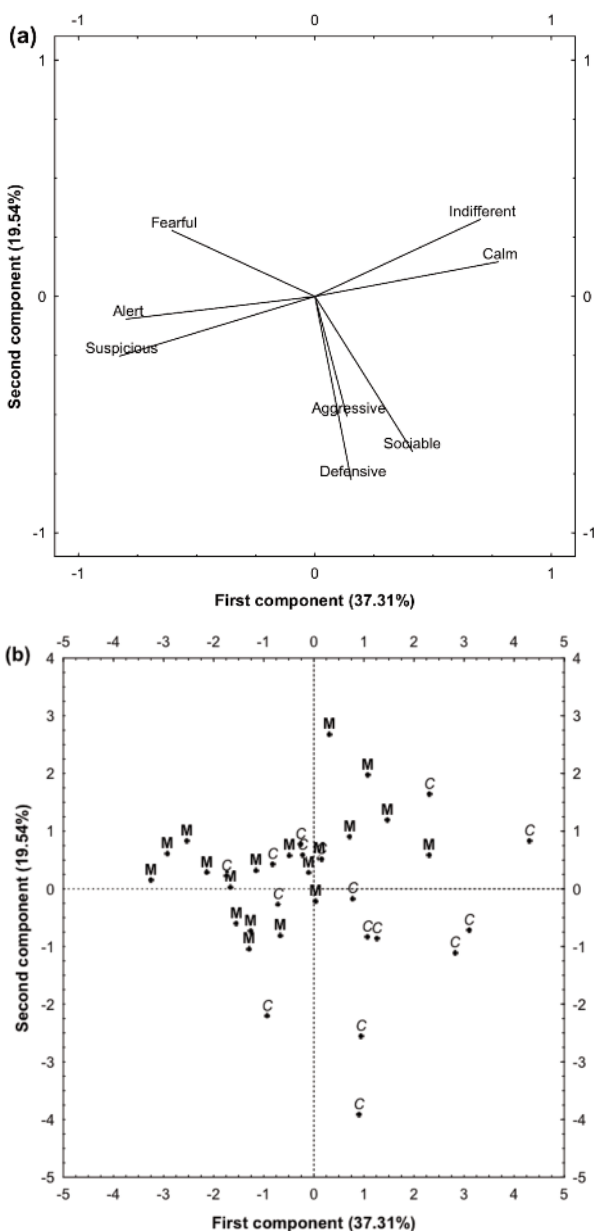 (a)
-1 0 1
1 1
Fearful Indifferent
Calm
0 0
Alert
Suspicious
Aggressive
Sociable
Defensive
-1 -1
-1 0 1
Second component (19.54%)
First component (37.31%)
(b)
-5 -4 -3 -2 -1 0 1 2 3 4 5
4 4
3 3
M
M
2 2
C
M
1 1
M C M C M C
M M C M M C M M C M M
M C M
0 0
M C C
M M M C C C
-1 -1
M C
C
-2 -2
C
-3 -3
C
-4 -4
-5 -5
-5 -4 -3 -2 -1 0 1 2 3 4 5
Second component (19.54%)
First component (37.31%)